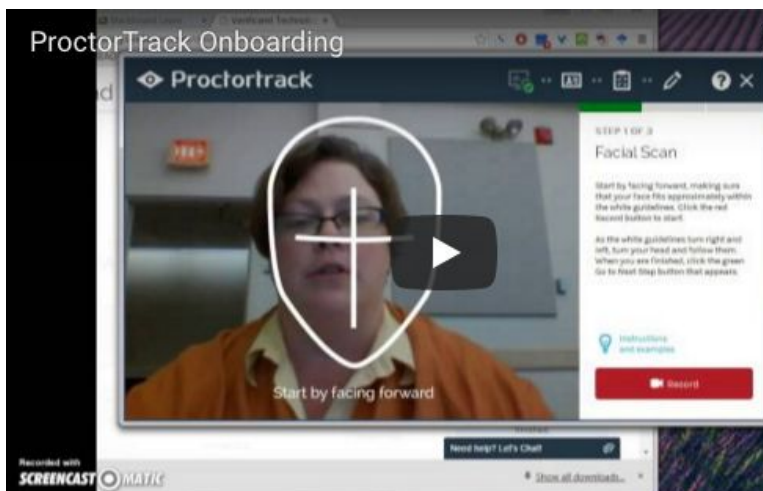 Verificient Technolo
ProctorTrack Onboarding
Proctortrack
STEP 1 OF 3
Facial Scan
Start by facing forward, making sure
that your face fits approximately within
the white guidelines. Click the red
Record button to start.
As the white guidelines turn right and
left, turn your head and follow them.
When you are finished, click the green
Go to Next Step button that appears.
Instructions
and examples
Record
Start by facing forward
Need help? Let's Chat!
Recorded with
SCREENCAST-O-MATIC
Show all downloads...